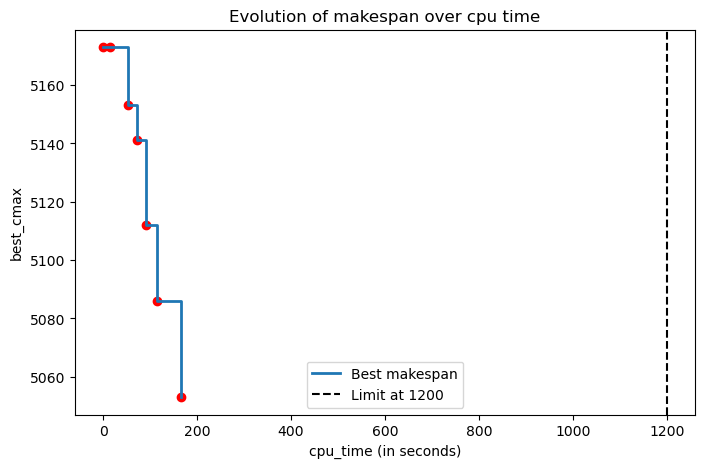 Evolution of makespan over cpu time
best_cmax
5160
5140
5120
5100
5080
5060
Best makespan
Limit at 1200
0
200
400
600
800
1000
1200
cpu_time (in seconds)